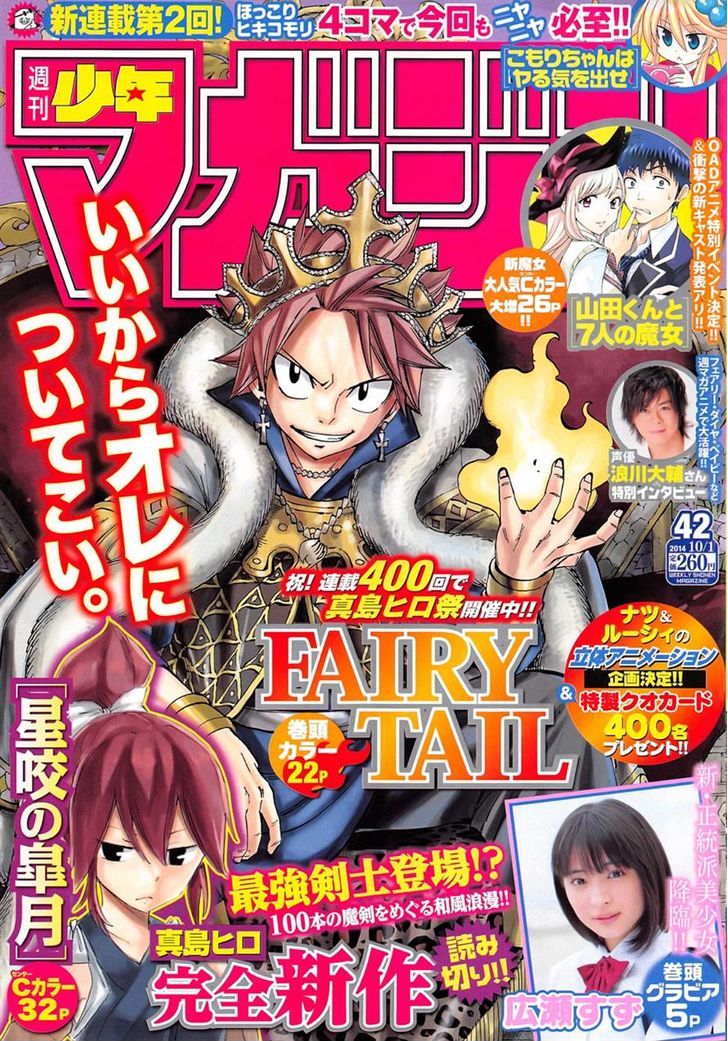 新連載第2回!
ほっこり
ヒキコモリ
4コマで今回も
ニヤ
ニヤ
必至!!
こもりちゃんは
ヤる気を出せ
週刊
少年
マガジン
OADアニメ特別イベント決定!!
&衝撃の新キャスト発表アリ!!
新魔女
大人気Cカラー
センター
大増26P
!!
山田くんと
7人の魔女
いいからオレに
ついてこい。
フェアリー・ダイヤ・ベイビーなど
週マガアニメで大活躍!!
声優
浪川大輔さん
特別インタビュー
42
2014 10/1
定価260円
WEEKLY SHONEN
MAGAZINE
祝!連載400回で
真島ヒロ祭開催中!!
FAIRY
TAIL
巻頭
カラー
22P
ナツ&
ルーシィの
立体アニメーション
企画決定!!
&特製クオカード
400名
プレゼント!!
[星咬の皐月]
センター
Cカラー
32P
最強剣士登場!?
100本の魔剣をめぐる和風浪漫!!
真島ヒロ
完全新作
読み
切り!!
新・正統派美少女
降臨!!
広瀬すず
巻頭
グラビア
5P